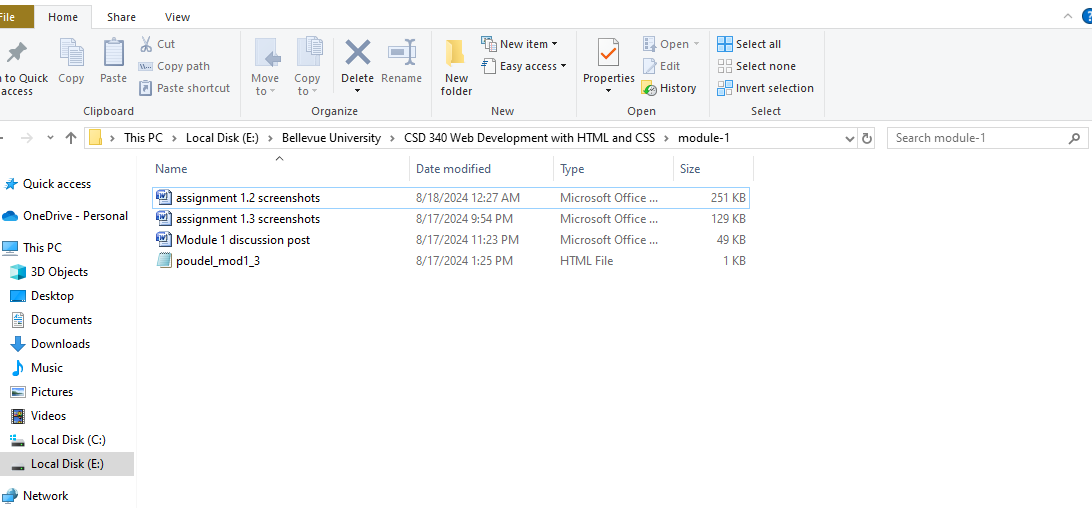 File Home Share View
n to Quick access
Copy
Paste
Cut
Copy path
Paste shortcut
Clipboard
Move to
Copy to
Delete
Rename
Organize
New folder
New item
Easy access
New
Properties
Open
Edit
History
Open
Select all
Select none
Invert selection
Select
This PC > Local Disk (E:) > Bellevue University > CSD 340 Web Development with HTML and CSS > module-1
Search module-1
Name Date modified Type Size
assignment 1.2 screenshots 8/18/2024 12:27 AM Microsoft Office ... 251 KB
assignment 1.3 screenshots 8/17/2024 9:54 PM Microsoft Office ... 129 KB
Module 1 discussion post 8/17/2024 11:23 PM Microsoft Office ... 49 KB
poudel_mod1_3 8/17/2024 1:25 PM HTML File 1 KB
Quick access
OneDrive - Personal
This PC
3D Objects
Desktop
Documents
Downloads
Music
Pictures
Videos
Local Disk (C:)
Local Disk (E:)
Network